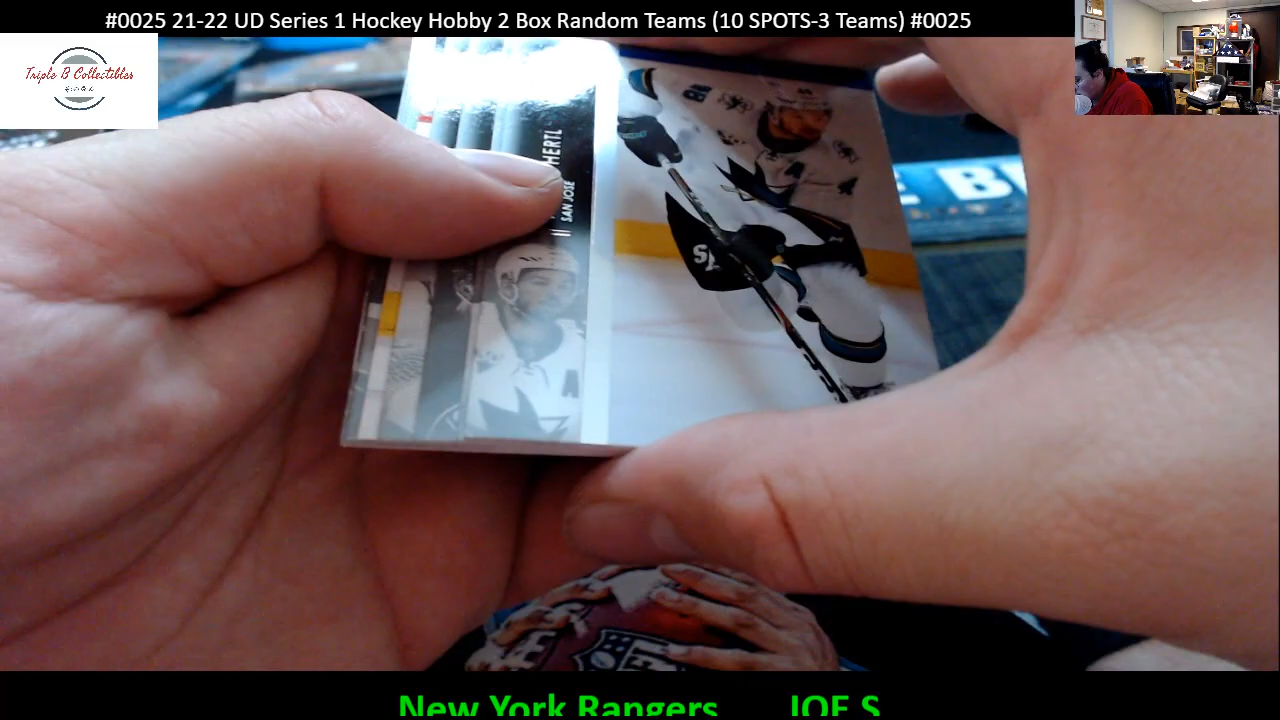 #0025 21-22 UD Series 1 Hockey Hobby 2 Box Random Teams (10 SPOTS-3 Teams) #0025
Triple B Collectibles
HERTL
SAN JOSE
New York Rangers JOE S